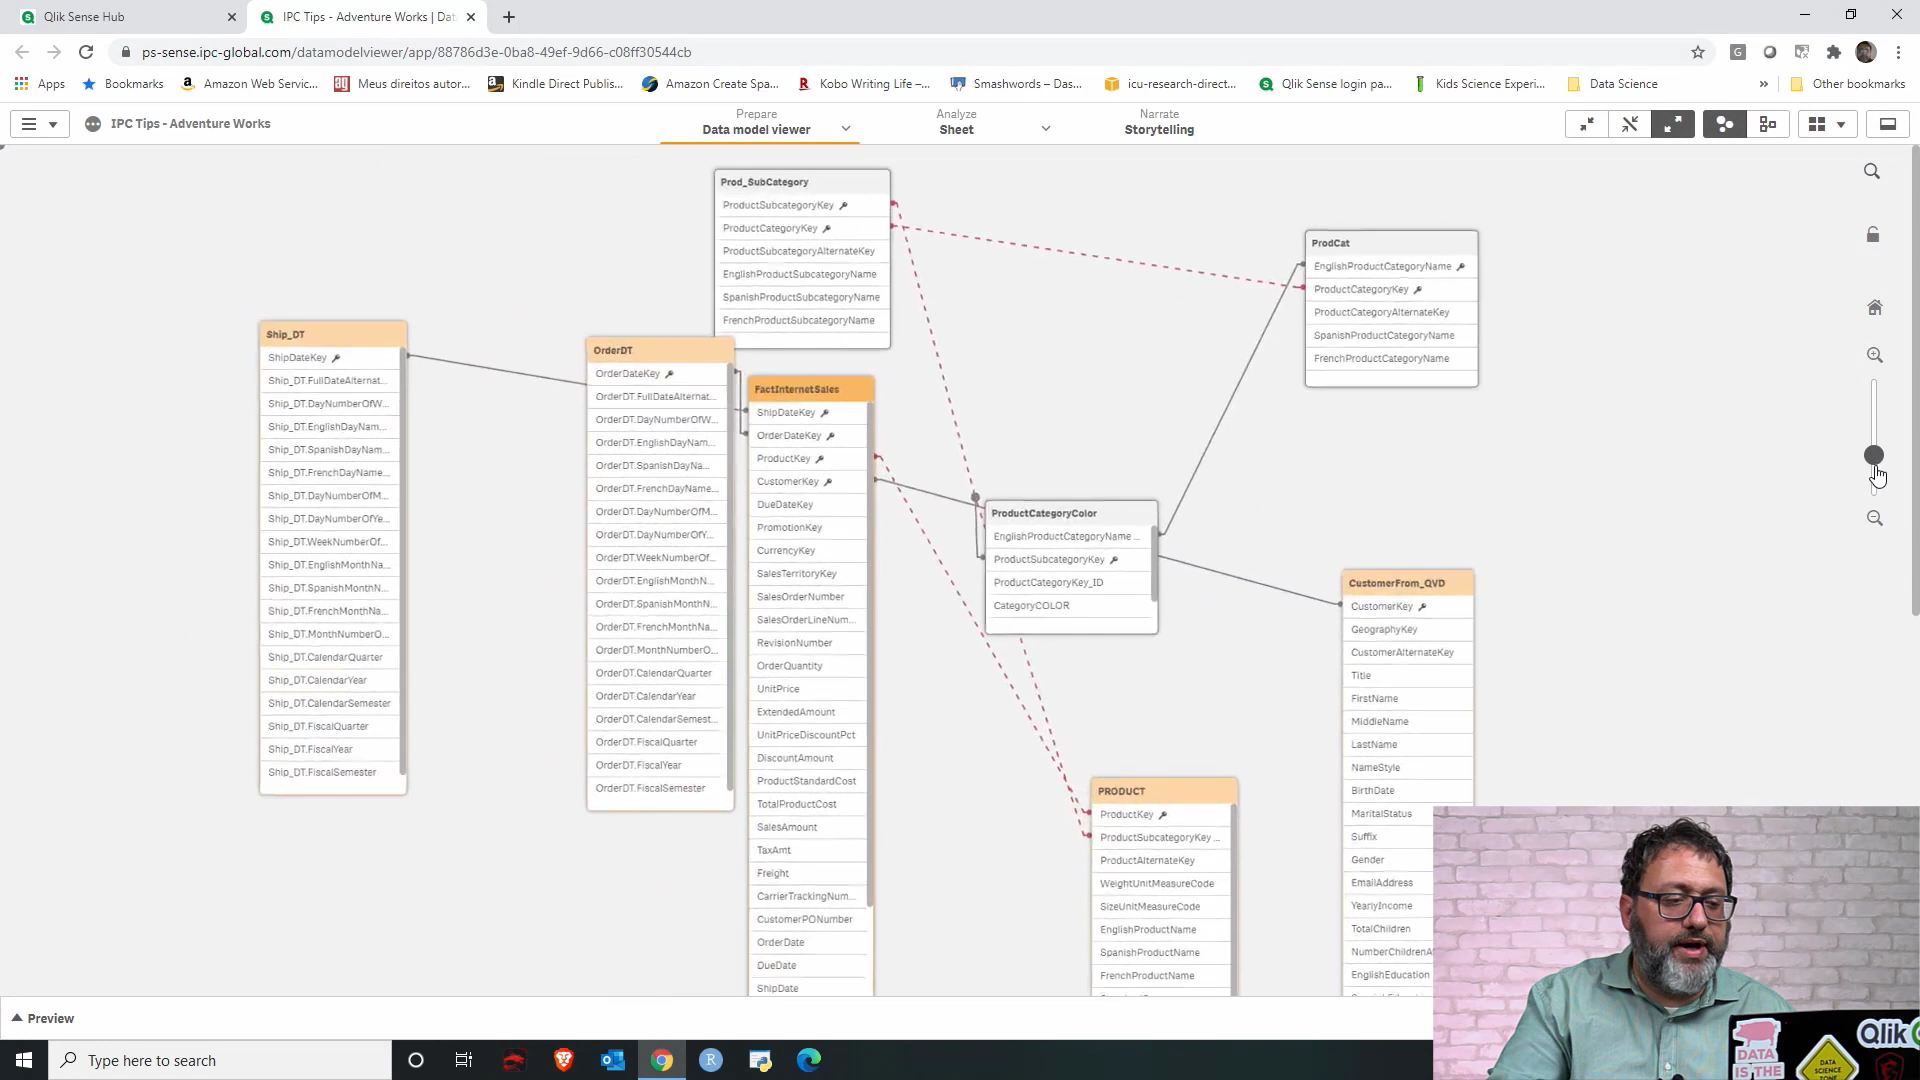 Qlik Sense Hub
IPC Tips - Adventure Works | Dat
ps-sense.ipc-global.com/datamodelviewer/app/88786d3e-0ba8-49ef-9d66-c08ff30544cb
Apps
Bookmarks
Amazon Web Servic...
Meus direitos autor...
Kindle Direct Publis...
Amazon Create Spa...
Kobo Writing Life –...
Smashwords – Das...
icu-research-direct...
Qlik Sense login pa...
Kids Science Experi...
Data Science
»
Other bookmarks
IPC Tips - Adventure Works
Prepare
Data model viewer
Analyze
Sheet
Narrate
Storytelling
Prod_SubCategory
ProductSubcategoryKey
ProductCategoryKey
ProductSubcategoryAlternateKey
EnglishProductSubcategoryName
SpanishProductSubcategoryName
FrenchProductSubcategoryName
ProdCat
EnglishProductCategoryName
ProductCategoryKey
ProductCategoryAlternateKey
SpanishProductCategoryName
FrenchProductCategoryName
Ship_DT
ShipDateKey
Ship_DT.FullDateAlternat...
Ship_DT.DayNumberOfW...
Ship_DT.EnglishDayNam...
Ship_DT.SpanishDayNam...
Ship_DT.FrenchDayName...
Ship_DT.DayNumberOfM...
Ship_DT.DayNumberOfYe...
Ship_DT.WeekNumberOf...
Ship_DT.EnglishMonthNa...
Ship_DT.SpanishMonthN...
Ship_DT.FrenchMonthNa...
Ship_DT.MonthNumberO...
Ship_DT.CalendarQuarter
Ship_DT.CalendarYear
Ship_DT.CalendarSemester
Ship_DT.FiscalQuarter
Ship_DT.FiscalYear
Ship_DT.FiscalSemester
OrderDT
OrderDateKey
OrderDT.FullDateAlternat...
OrderDT.DayNumberOfW...
OrderDT.EnglishDayNam...
OrderDT.SpanishDayNa...
OrderDT.FrenchDayName...
OrderDT.DayNumberOfM...
OrderDT.DayNumberOfY...
OrderDT.WeekNumberOf...
OrderDT.EnglishMonthN...
OrderDT.SpanishMonthN...
OrderDT.FrenchMonthNa...
OrderDT.MonthNumberO...
OrderDT.CalendarQuarter
OrderDT.CalendarYear
OrderDT.CalendarSemest...
OrderDT.FiscalQuarter
OrderDT.FiscalYear
OrderDT.FiscalSemester
FactInternetSales
ShipDateKey
OrderDateKey
ProductKey
CustomerKey
DueDateKey
PromotionKey
CurrencyKey
SalesTerritoryKey
SalesOrderNumber
SalesOrderLineNum...
RevisionNumber
OrderQuantity
UnitPrice
ExtendedAmount
UnitPriceDiscountPct
DiscountAmount
ProductStandardCost
TotalProductCost
SalesAmount
TaxAmt
Freight
CarrierTrackingNum...
CustomerPONumber
OrderDate
DueDate
ShipDate
ProductCategoryColor
EnglishProductCategoryName ...
ProductSubcategoryKey
ProductCategoryKey_ID
CategoryCOLOR
PRODUCT
ProductKey
ProductSubcategoryKey ...
ProductAlternateKey
WeightUnitMeasureCode
SizeUnitMeasureCode
EnglishProductName
SpanishProductName
FrenchProductName
CustomerFrom_QVD
CustomerKey
GeographyKey
CustomerAlternateKey
Title
FirstName
MiddleName
LastName
NameStyle
BirthDate
MaritalStatus
Suffix
Gender
EmailAddress
YearlyIncome
TotalChildren
NumberChildrenA
EnglishEducation
Preview
Type here to search
Qlik
DATA
IS THE
DATA
SCIENCE